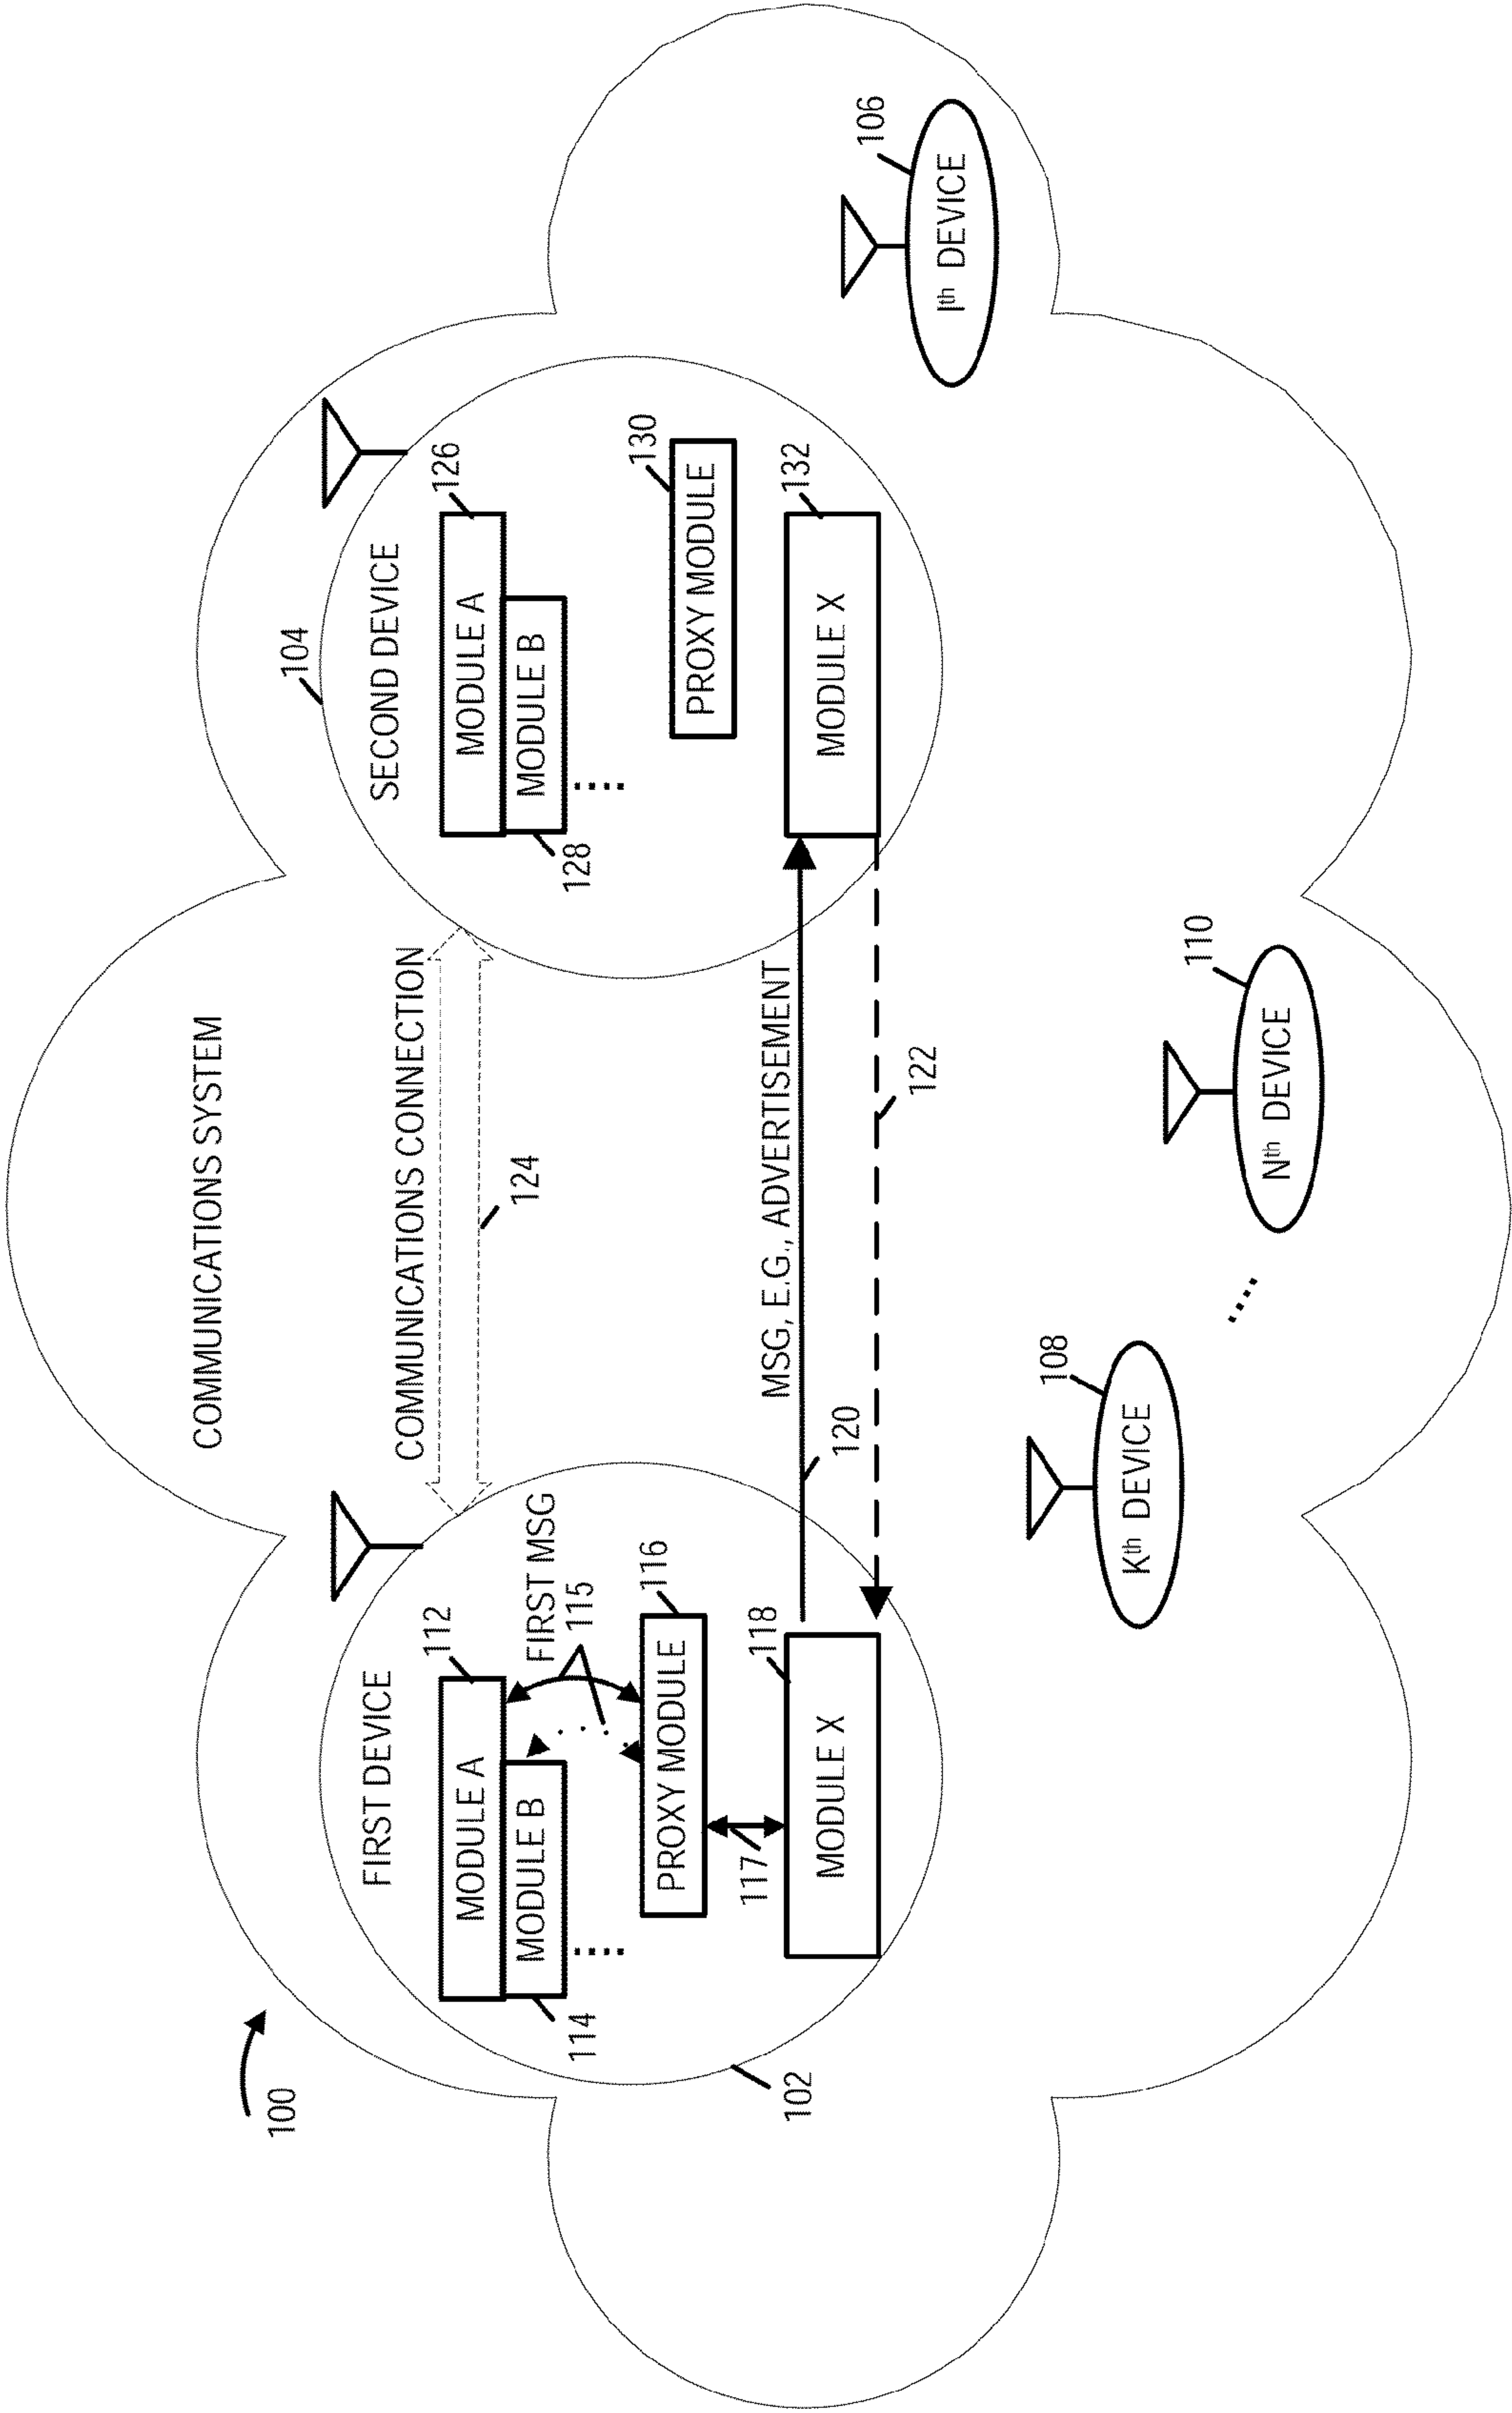 100
COMMUNICATIONS SYSTEM
FIRST DEVICE
102
MODULE A
112
MODULE B
114
....
FIRST MSG
115
PROXY MODULE
116
117
MODULE X
118
COMMUNICATIONS CONNECTION
124
MSG, E.G., ADVERTISEMENT
120
122
104
SECOND DEVICE
MODULE A
126
MODULE B
128
....
PROXY MODULE
130
MODULE X
132
Kth DEVICE
108
....
Nth DEVICE
110
Ith DEVICE
106